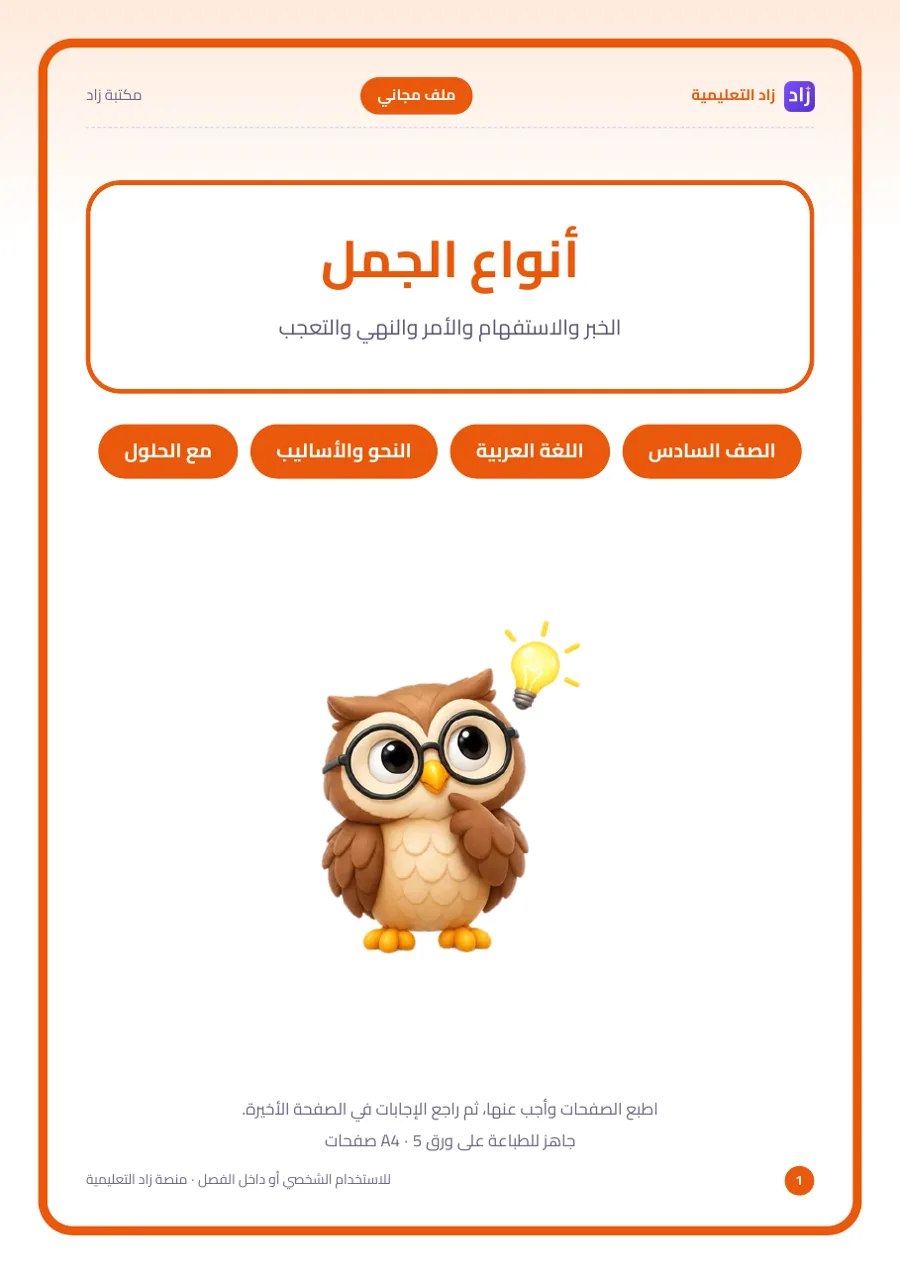 زاد زاد التعليمية
ملف مجاني
مكتبة زاد
أنواع الجمل
الخبر والاستفهام والأمر والنهي والتعجب
الصف السادس
اللغة العربية
النحو والأساليب
مع الحلول
اطبع الصفحات وأجب عنها، ثم راجع الإجابات في الصفحة الأخيرة.
جاهز للطباعة على ورق A4 · 5 صفحات
1
للاستخدام الشخصي أو داخل الفصل · منصة زاد التعليمية